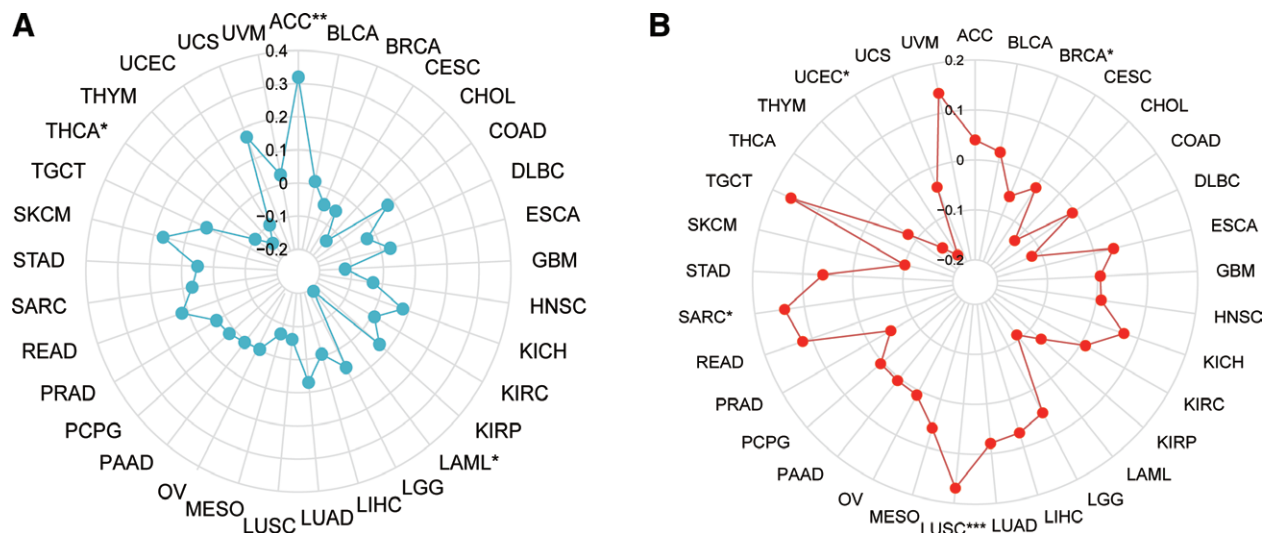 A
ACC**
BLCA
BRCA
CESC
CHOL
COAD
DLBC
ESCA
GBM
HNSC
KICH
KIRC
KIRP
LAML*
LGG
LIHC
LUAD
LUSC
MESO
OV
PAAD
PCPG
PRAD
READ
SARC
STAD
SKCM
TGCT
THCA*
THYM
UCEC
UCS
UVM
0.4
0.3
0.2
0.1
0
−0.1
−0.2
B
ACC
BLCA
BRCA*
CESC
CHOL
COAD
DLBC
ESCA
GBM
HNSC
KICH
KIRC
KIRP
LAML
LGG
LIHC
LUAD
LUSC***
MESO
OV
PAAD
PCPG
PRAD
READ
SARC*
STAD
SKCM
TGCT
THCA
THYM
UCEC*
UCS
UVM
0.2
0.1
0
−0.1
−0.2